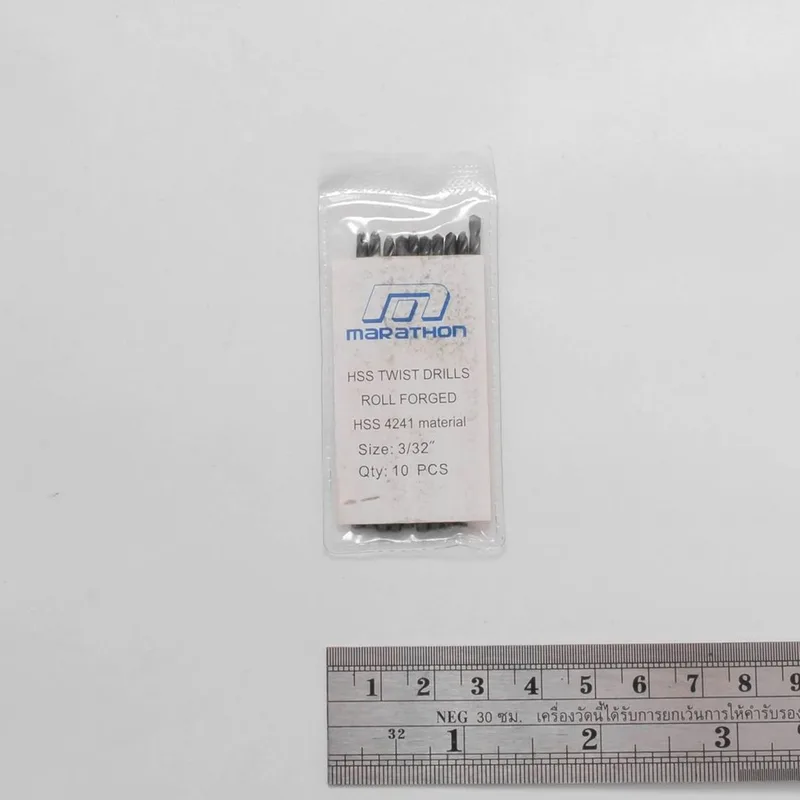 marathon
HSS TWIST DRILLS
ROLL FORGED
HSS 4241 material
Size: 3/32"
Qty: 10 PCS
1 2 3 4 5 6 7 8 9
NEG 30 ซม. เครื่องวัดนี้ได้รับการยกเว้นการให้คำรับรอง
32 1 2 3